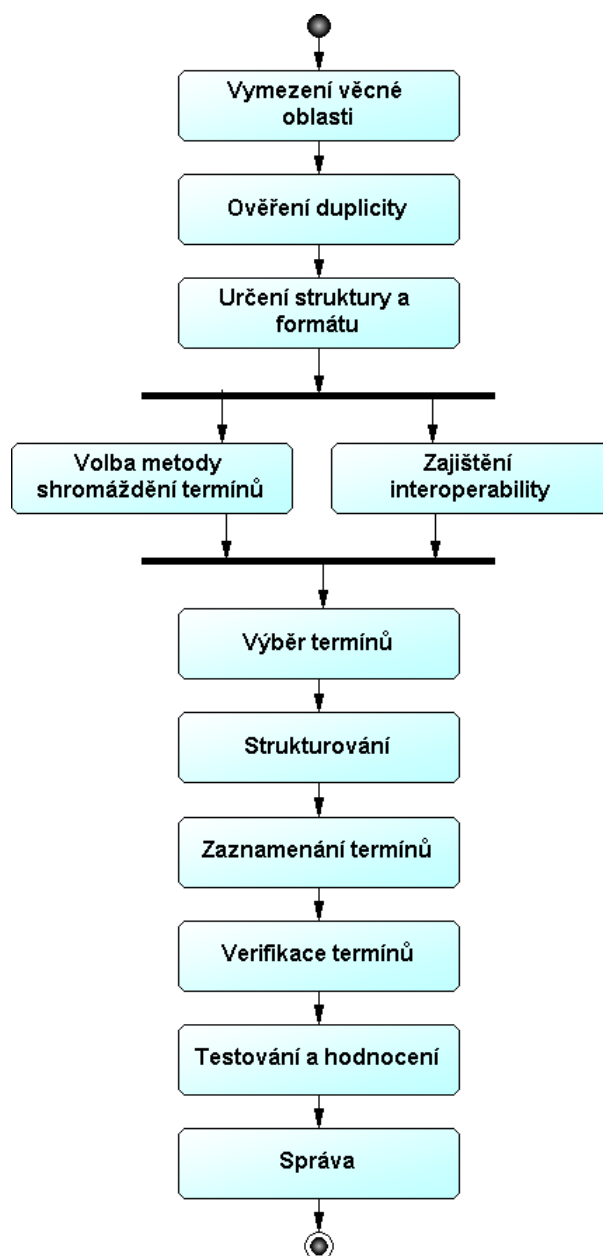 Vymezení věcné
oblasti
Ověření duplicity
Určení struktury a
formátu
Volba metody
shromáždění termínů
Zajištění
interoperability
Výběr termínů
Strukturování
Zaznamenání termínů
Verifikace termínů
Testování a hodnocení
Správa